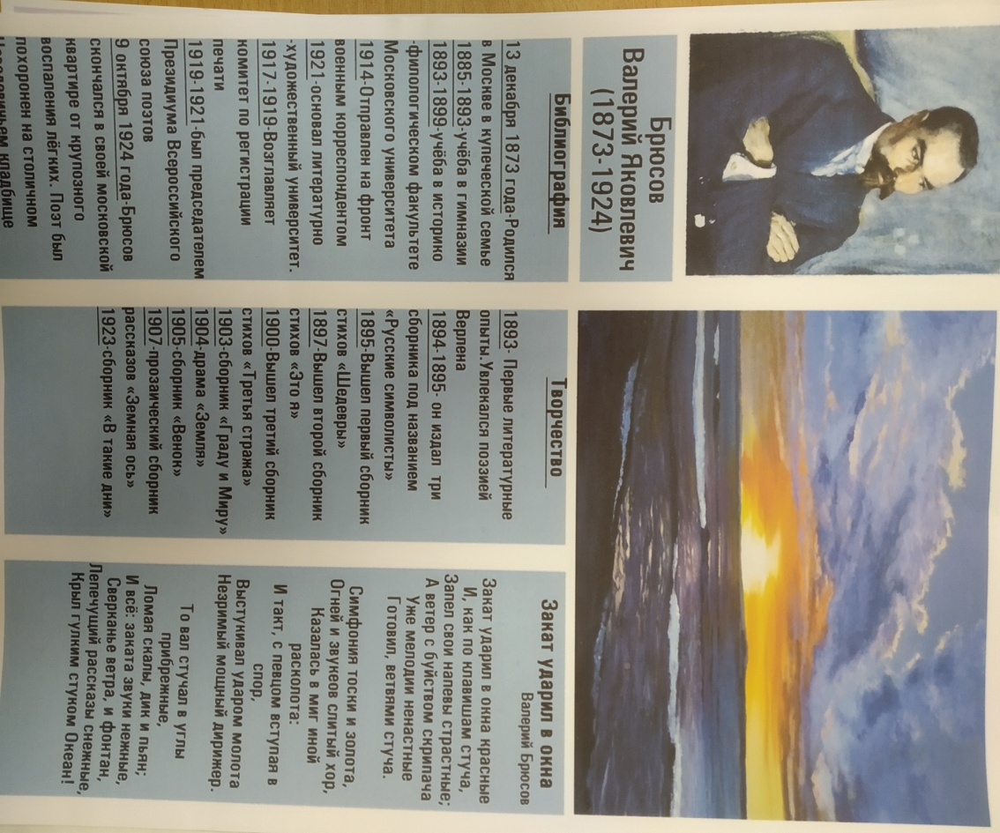 Брюсов
Валерий Яковлевич
(1873-1924)
Библиография
13 декабря 1873 года-Родился
в Москве в купеческой семье
1885-1893-учёба в гимназии
1893-1899-учёба в историко
-филологическом факультете
Московского университета
1914-Отправлен на фронт
военным корреспондентом
1921-основал литературно
-художественный университет.
1917-1919-Возглавляет
комитет по регистрации
печати
1919-1921-был председателем
Президиума Всероссийского
союза поэтов
9 октября 1924 года-Брюсов
скончался в своей московской
квартире от крупозного
воспаления лёгких. Поэт был
похоронен на столичном
кладбище
Творчество
1893- Первые литературные
опыты.Увлекался поэзией
Верлена
1894-1895- он издал три
сборника под названием
«Русские символисты»
1895-Вышел первый сборник
стихов «Шедевры»
1897-Вышел второй сборник
стихов «Это я»
1900-Вышел третий сборник
стихов «Третья стража»
1903-сборник «Граду и Миру»
1904-драма «Земля»
1905-сборник «Венок»
1907-прозаический сборник
рассказов «Земная ось»
1923-сборник «В такие дни»
Закат ударил в окна
Валерий Брюсов
Закат ударил в окна красные
И, как по клавишам стуча,
Запел свои напевы страстные;
А ветер с буйством скрипача
Уже мелодии ненастные
Готовил, ветвями стуча.
Симфония тоски и золота,
Огней и звукеов слитый хор,
Казалась в миг иной
расколота:
И такт, с певцом вступая в
спор,
Выстукивал ударом молота
Незримый мощный дирижер.
То вал стучал в углы
прибрежные,
Ломая скалы, дик и пьян;
И всё: заката звуки нежные,
Сверканье ветра, и фонтан,
Лепечущий рассказы снежные,
Крыл гулким стуком Океан!